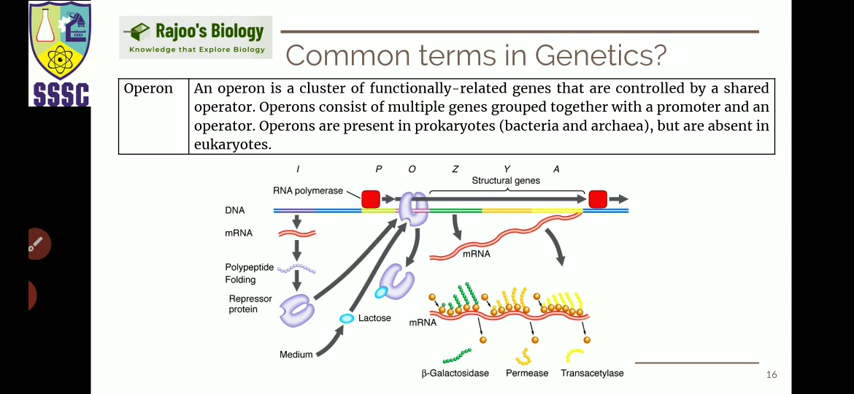 Rajoo's Biology
Knowledge that Explore Biology
SSSC
Common terms in Genetics?
Operon
An operon is a cluster of functionally-related genes that are controlled by a shared
operator. Operons consist of multiple genes grouped together with a promoter and an
operator. Operons are present in prokaryotes (bacteria and archaea), but are absent in
eukaryotes.
I P O Z Y A
Structural genes
RNA polymerase
DNA
mRNA
mRNA
Polypeptide
Folding
Repressor
protein
Lactose
mRNA
Medium
β-Galactosidase Permease Transacetylase
16